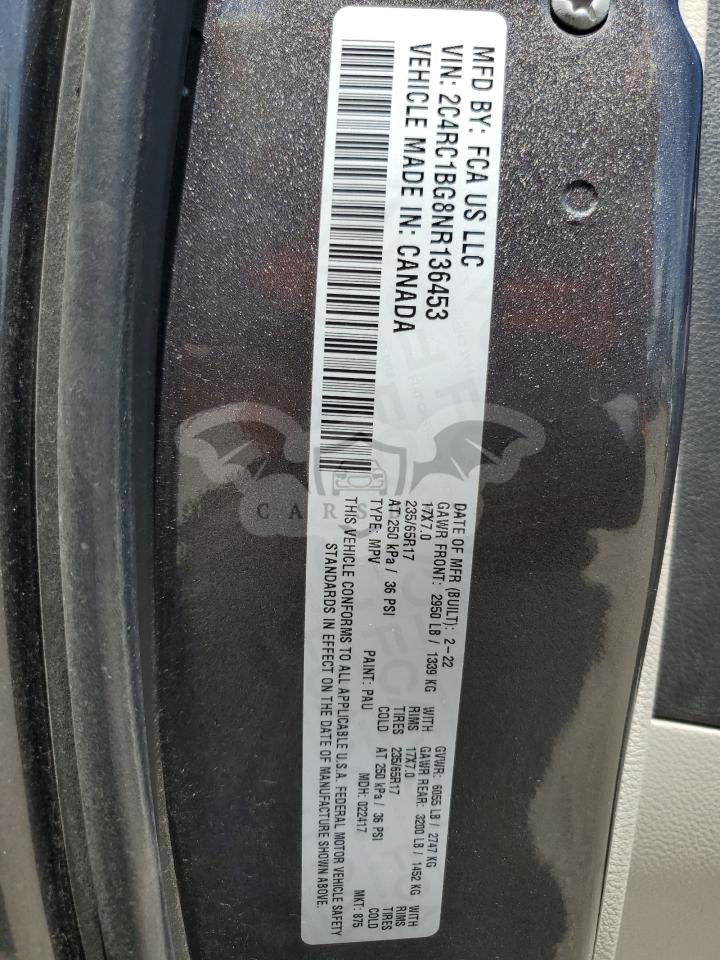 MFD BY: FCA US LLC
VIN: 2C4RC1BG8NR136453
VEHICLE MADE IN: CANADA
DATE OF MFR (BUILT): 2-22 GVWR: 6055 LB / 2747 KG
GAWR FRONT: 2950 LB / 1339 KG WITH GAWR REAR: 3200 LB / 1452 KG WITH
17X7.0 RIMS 17X7.0 RIMS
235/65R17 TIRES 235/65R17 TIRES
AT 250 kPa / 36 PSI COLD AT 250 kPa / 36 PSI COLD
TYPE: MPV PAINT: PAU MDH: 022417 MKT: 875
THIS VEHICLE CONFORMS TO ALL APPLICABLE U.S.A. FEDERAL MOTOR VEHICLE SAFETY
STANDARDS IN EFFECT ON THE DATE OF MANUFACTURE SHOWN ABOVE.